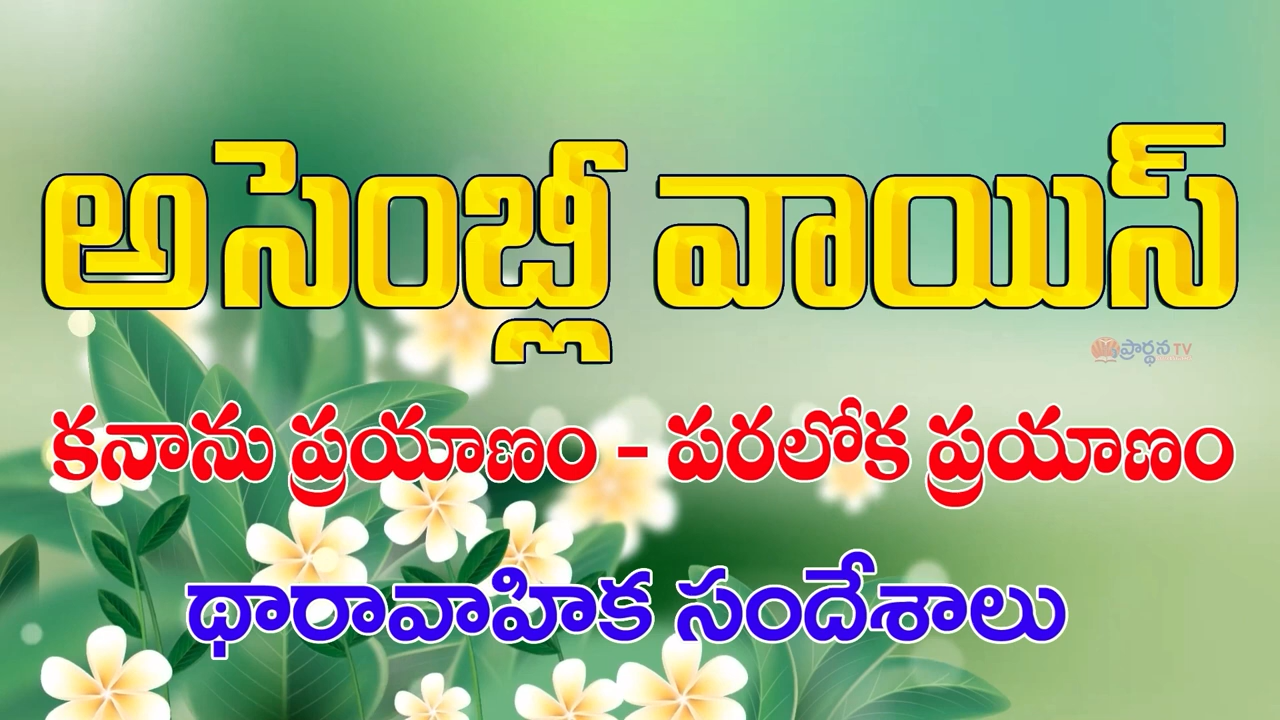 అసెంబ్లీ వాయిస్
ప్రార్థన TV
కనాను ప్రయాణం - పరలోక ప్రయాణం
థారావాహిక సందేశాలు